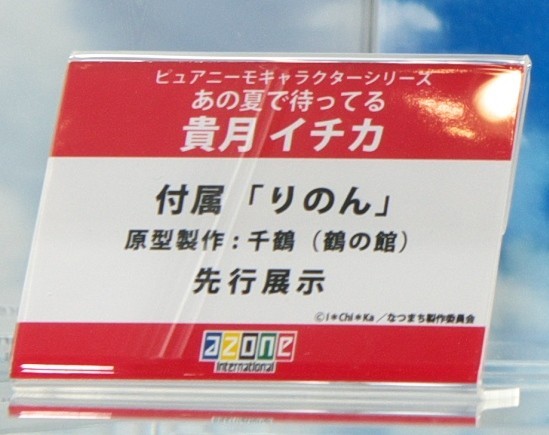 ピュアニーモキャラクターシリーズ
あの夏で待ってる
貴月イチカ
付属「りのん」
原型製作：千鶴（鶴の館）
先行展示
©I＊Chi＊Ka／なつまち製作委員会
azone
international